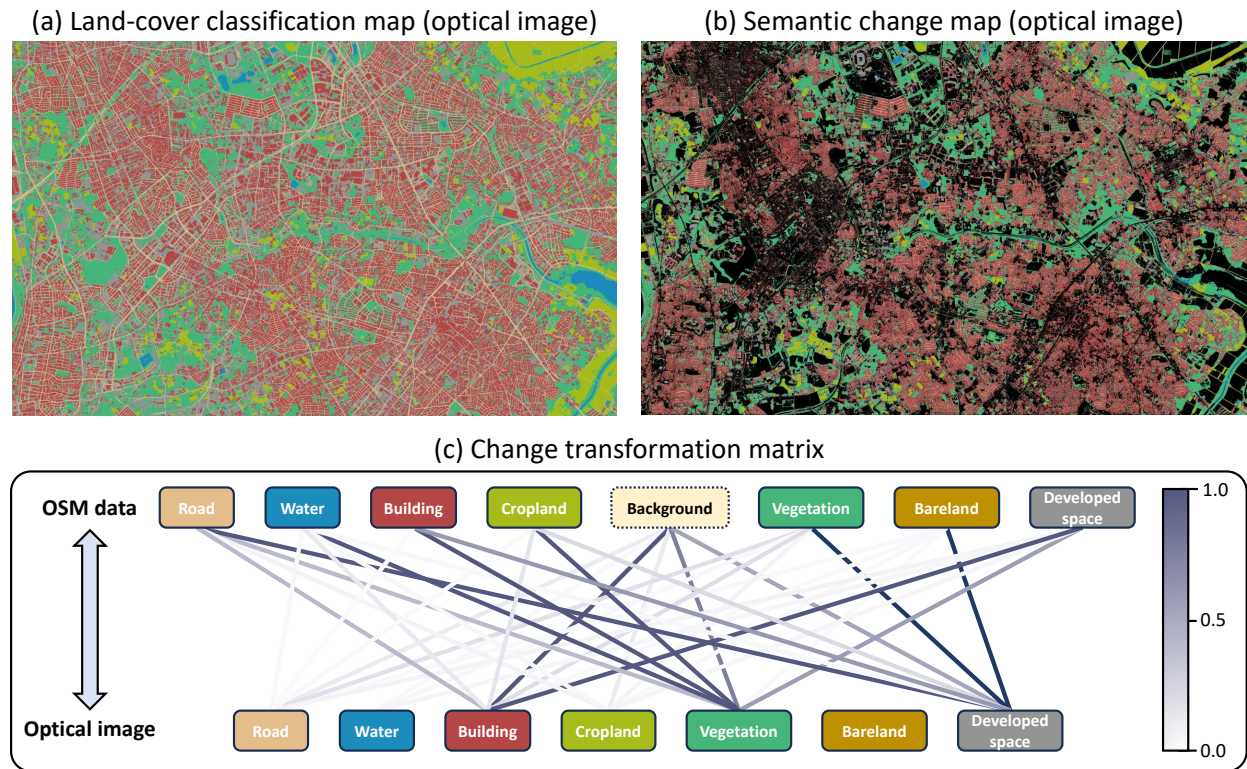 (a) Land-cover classification map (optical image)
(b) Semantic change map (optical image)
(c) Change transformation matrix
OSM data
Road
Water
Building
Cropland
Background
Vegetation
Bareland
Developed
space
1.0
0.5
0.0
Optical image
Road
Water
Building
Cropland
Vegetation
Bareland
Developed
space